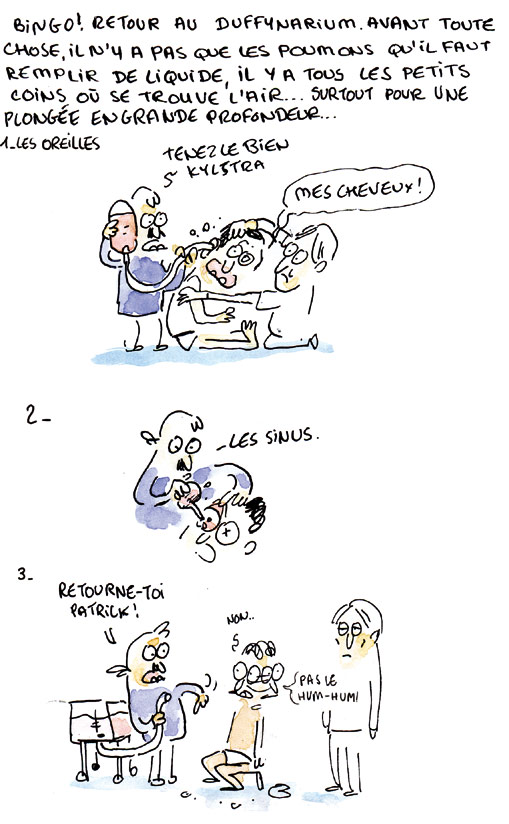 BINGO! RETOUR AU DUFFYNARIUM. AVANT TOUTE
CHOSE, IL N'Y A PAS QUE LES POUMONS QU'IL FAUT
REMPLIR DE LIQUIDE, IL Y A TOUS LES PETITS
COINS OÙ SE TROUVE L'AIR... SURTOUT POUR UNE
PLONGÉE EN GRANDE PROFONDEUR...
1_LES OREILLES
TENEZ LE BIEN
KYLSTRA
MES CHEVEUX!
2_
LES SINUS.
3_
RETOURNE-TOI
PATRICK!
NON..
PAS LE
HUM-HUM!